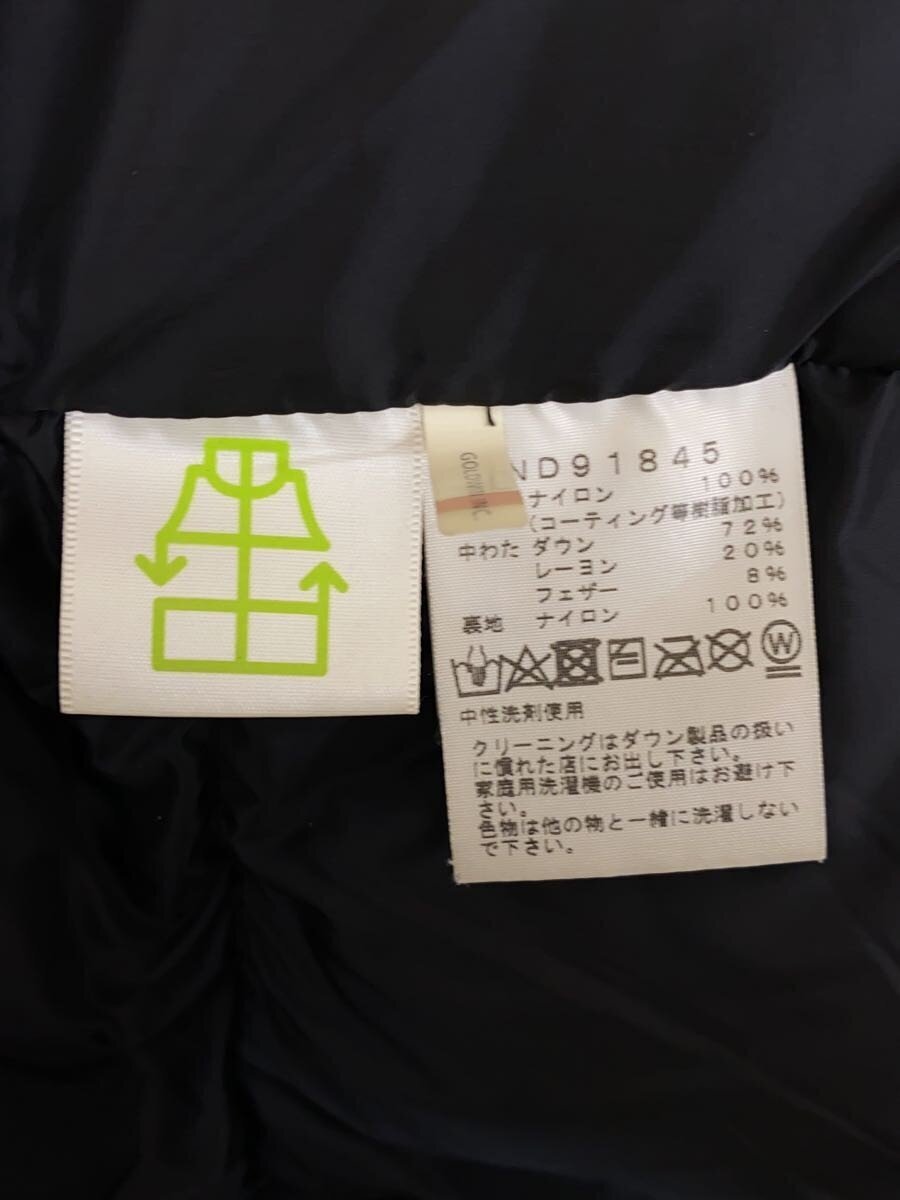 GOLDWINC
ND91845
ナイロン 100%
(コーティング等樹脂加工)
中わた ダウン 72%
レーヨン 20%
フェザー 8%
裏地 ナイロン 100%
W
中性洗剤使用
クリーニングはダウン製品の扱い
に慣れた店にお出し下さい。
家庭用洗濯機のご使用はお避け下
さい。
色物は他の物と一緒に洗濯しない
で下さい。